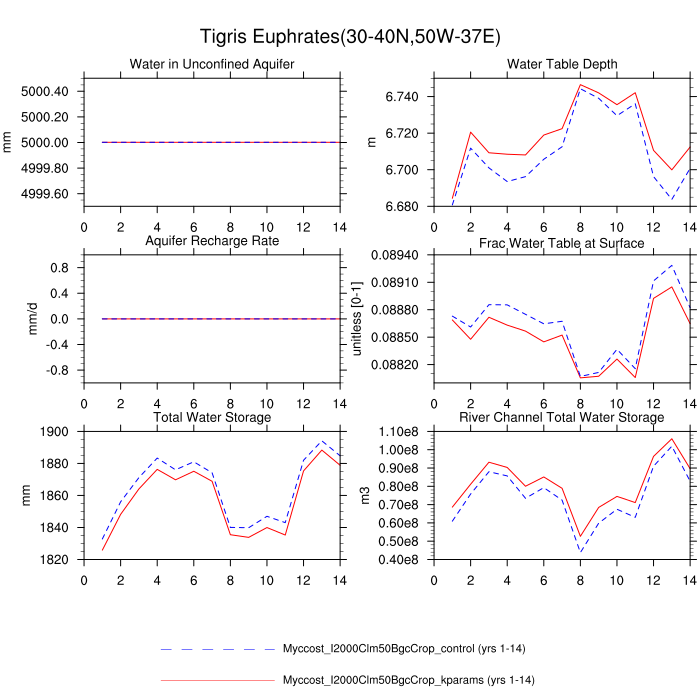 Tigris Euphrates(30-40N,50W-37E)
Water in Unconfined Aquifer
mm
5000.40
5000.20
5000.00
4999.80
4999.60
0 2 4 6 8 10 12 14
Water Table Depth
m
6.740
6.720
6.700
6.680
0 2 4 6 8 10 12 14
Aquifer Recharge Rate
mm/d
0.8
0.4
0.0
-0.4
-0.8
0 2 4 6 8 10 12 14
Frac Water Table at Surface
unitless [0-1]
0.08940
0.08910
0.08880
0.08850
0.08820
0 2 4 6 8 10 12 14
Total Water Storage
mm
1900
1880
1860
1840
1820
0 2 4 6 8 10 12 14
River Channel Total Water Storage
m3
1.10e8
1.00e8
0.90e8
0.80e8
0.70e8
0.60e8
0.50e8
0.40e8
0 2 4 6 8 10 12 14
Myccost_I2000Clm50BgcCrop_control (yrs 1-14)
Myccost_I2000Clm50BgcCrop_kparams (yrs 1-14)